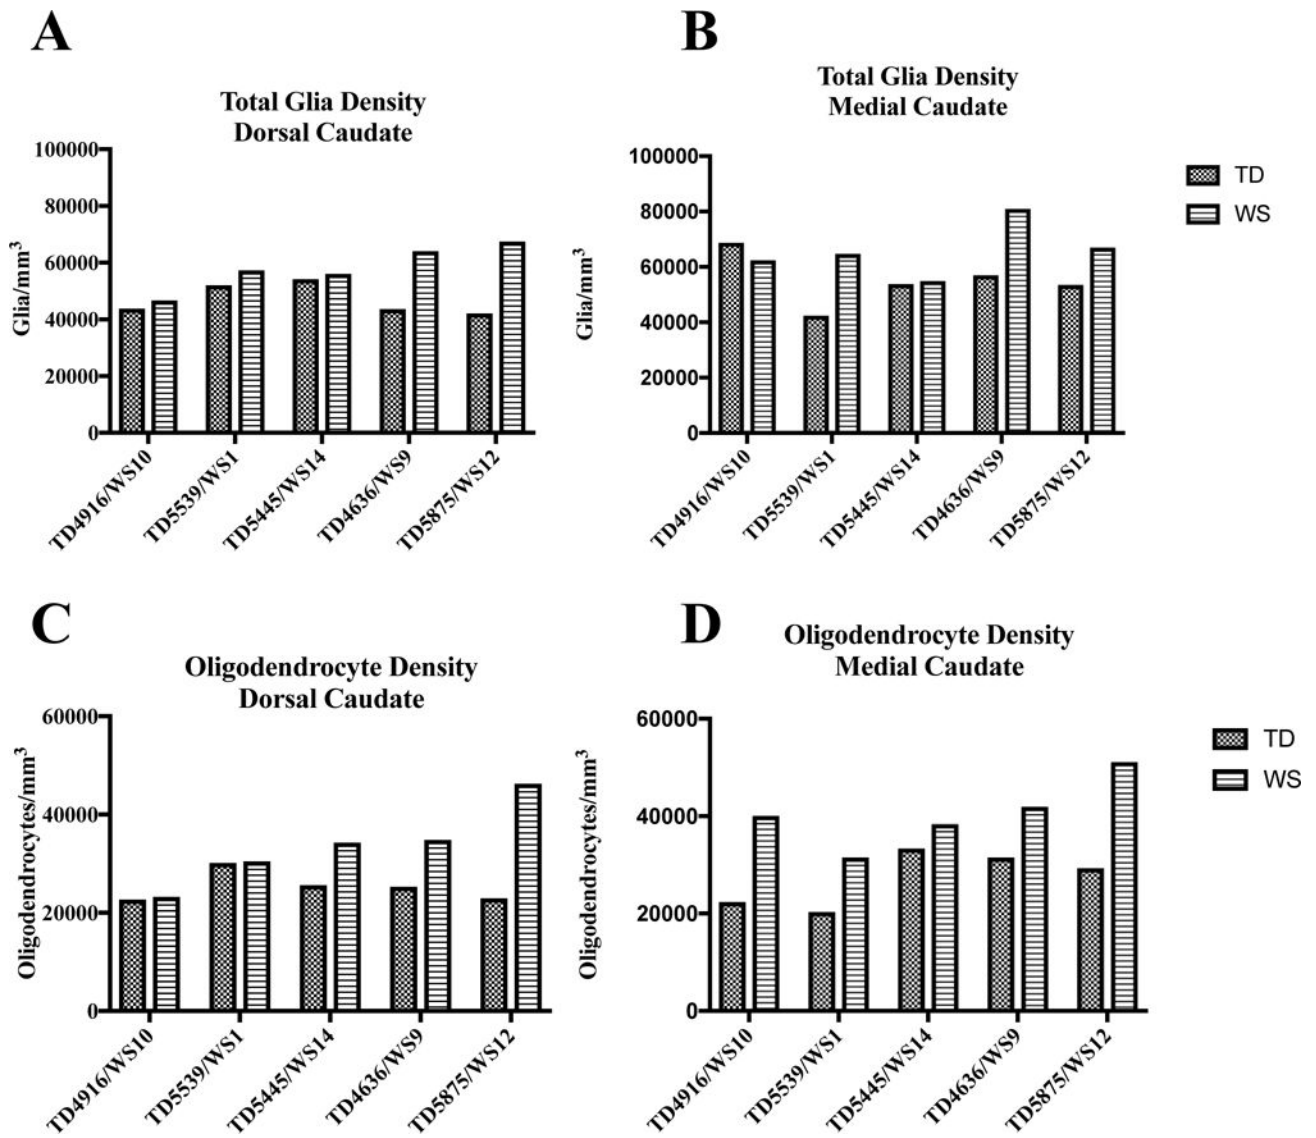 A
Total Glia Density
Dorsal Caudate
Glia/mm³
100000
80000
60000
40000
20000
0
TD4916/WS10
TD5539/WS1
TD5445/WS14
TD4636/WS9
TD5875/WS12
B
Total Glia Density
Medial Caudate
Glia/mm³
100000
80000
60000
40000
20000
0
TD4916/WS10
TD5539/WS1
TD5445/WS14
TD4636/WS9
TD5875/WS12
TD
WS
C
Oligodendrocyte Density
Dorsal Caudate
Oligodendrocytes/mm³
60000
40000
20000
0
TD4916/WS10
TD5539/WS1
TD5445/WS14
TD4636/WS9
TD5875/WS12
D
Oligodendrocyte Density
Medial Caudate
Oligodendrocytes/mm³
60000
40000
20000
0
TD4916/WS10
TD5539/WS1
TD5445/WS14
TD4636/WS9
TD5875/WS12
TD
WS